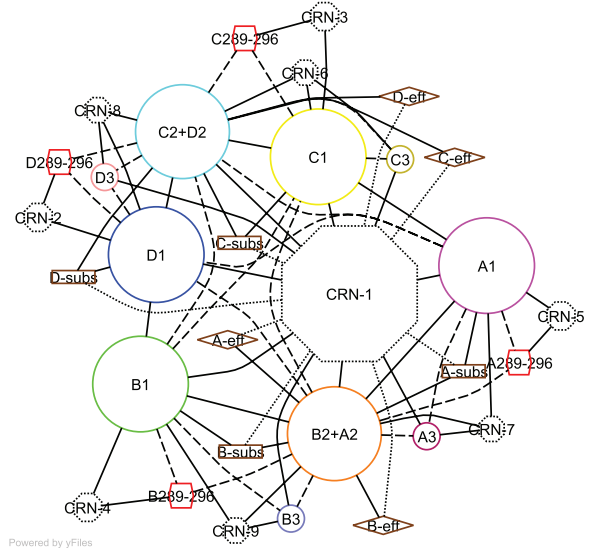 CRN-3
C289-296
CRN-6
D-eff
CRN-8
C2+D2
C1
C3
C-eff
D289-296
D3
CRN-2
C-subs
D1
D-subs
A1
CRN-1
CRN-5
A-eff
A289-296
A-subs
B1
B2+A2
A3
CRN-7
B-subs
B289-296
CRN-4
B3
CRN-9
B-eff
Powered by yFiles